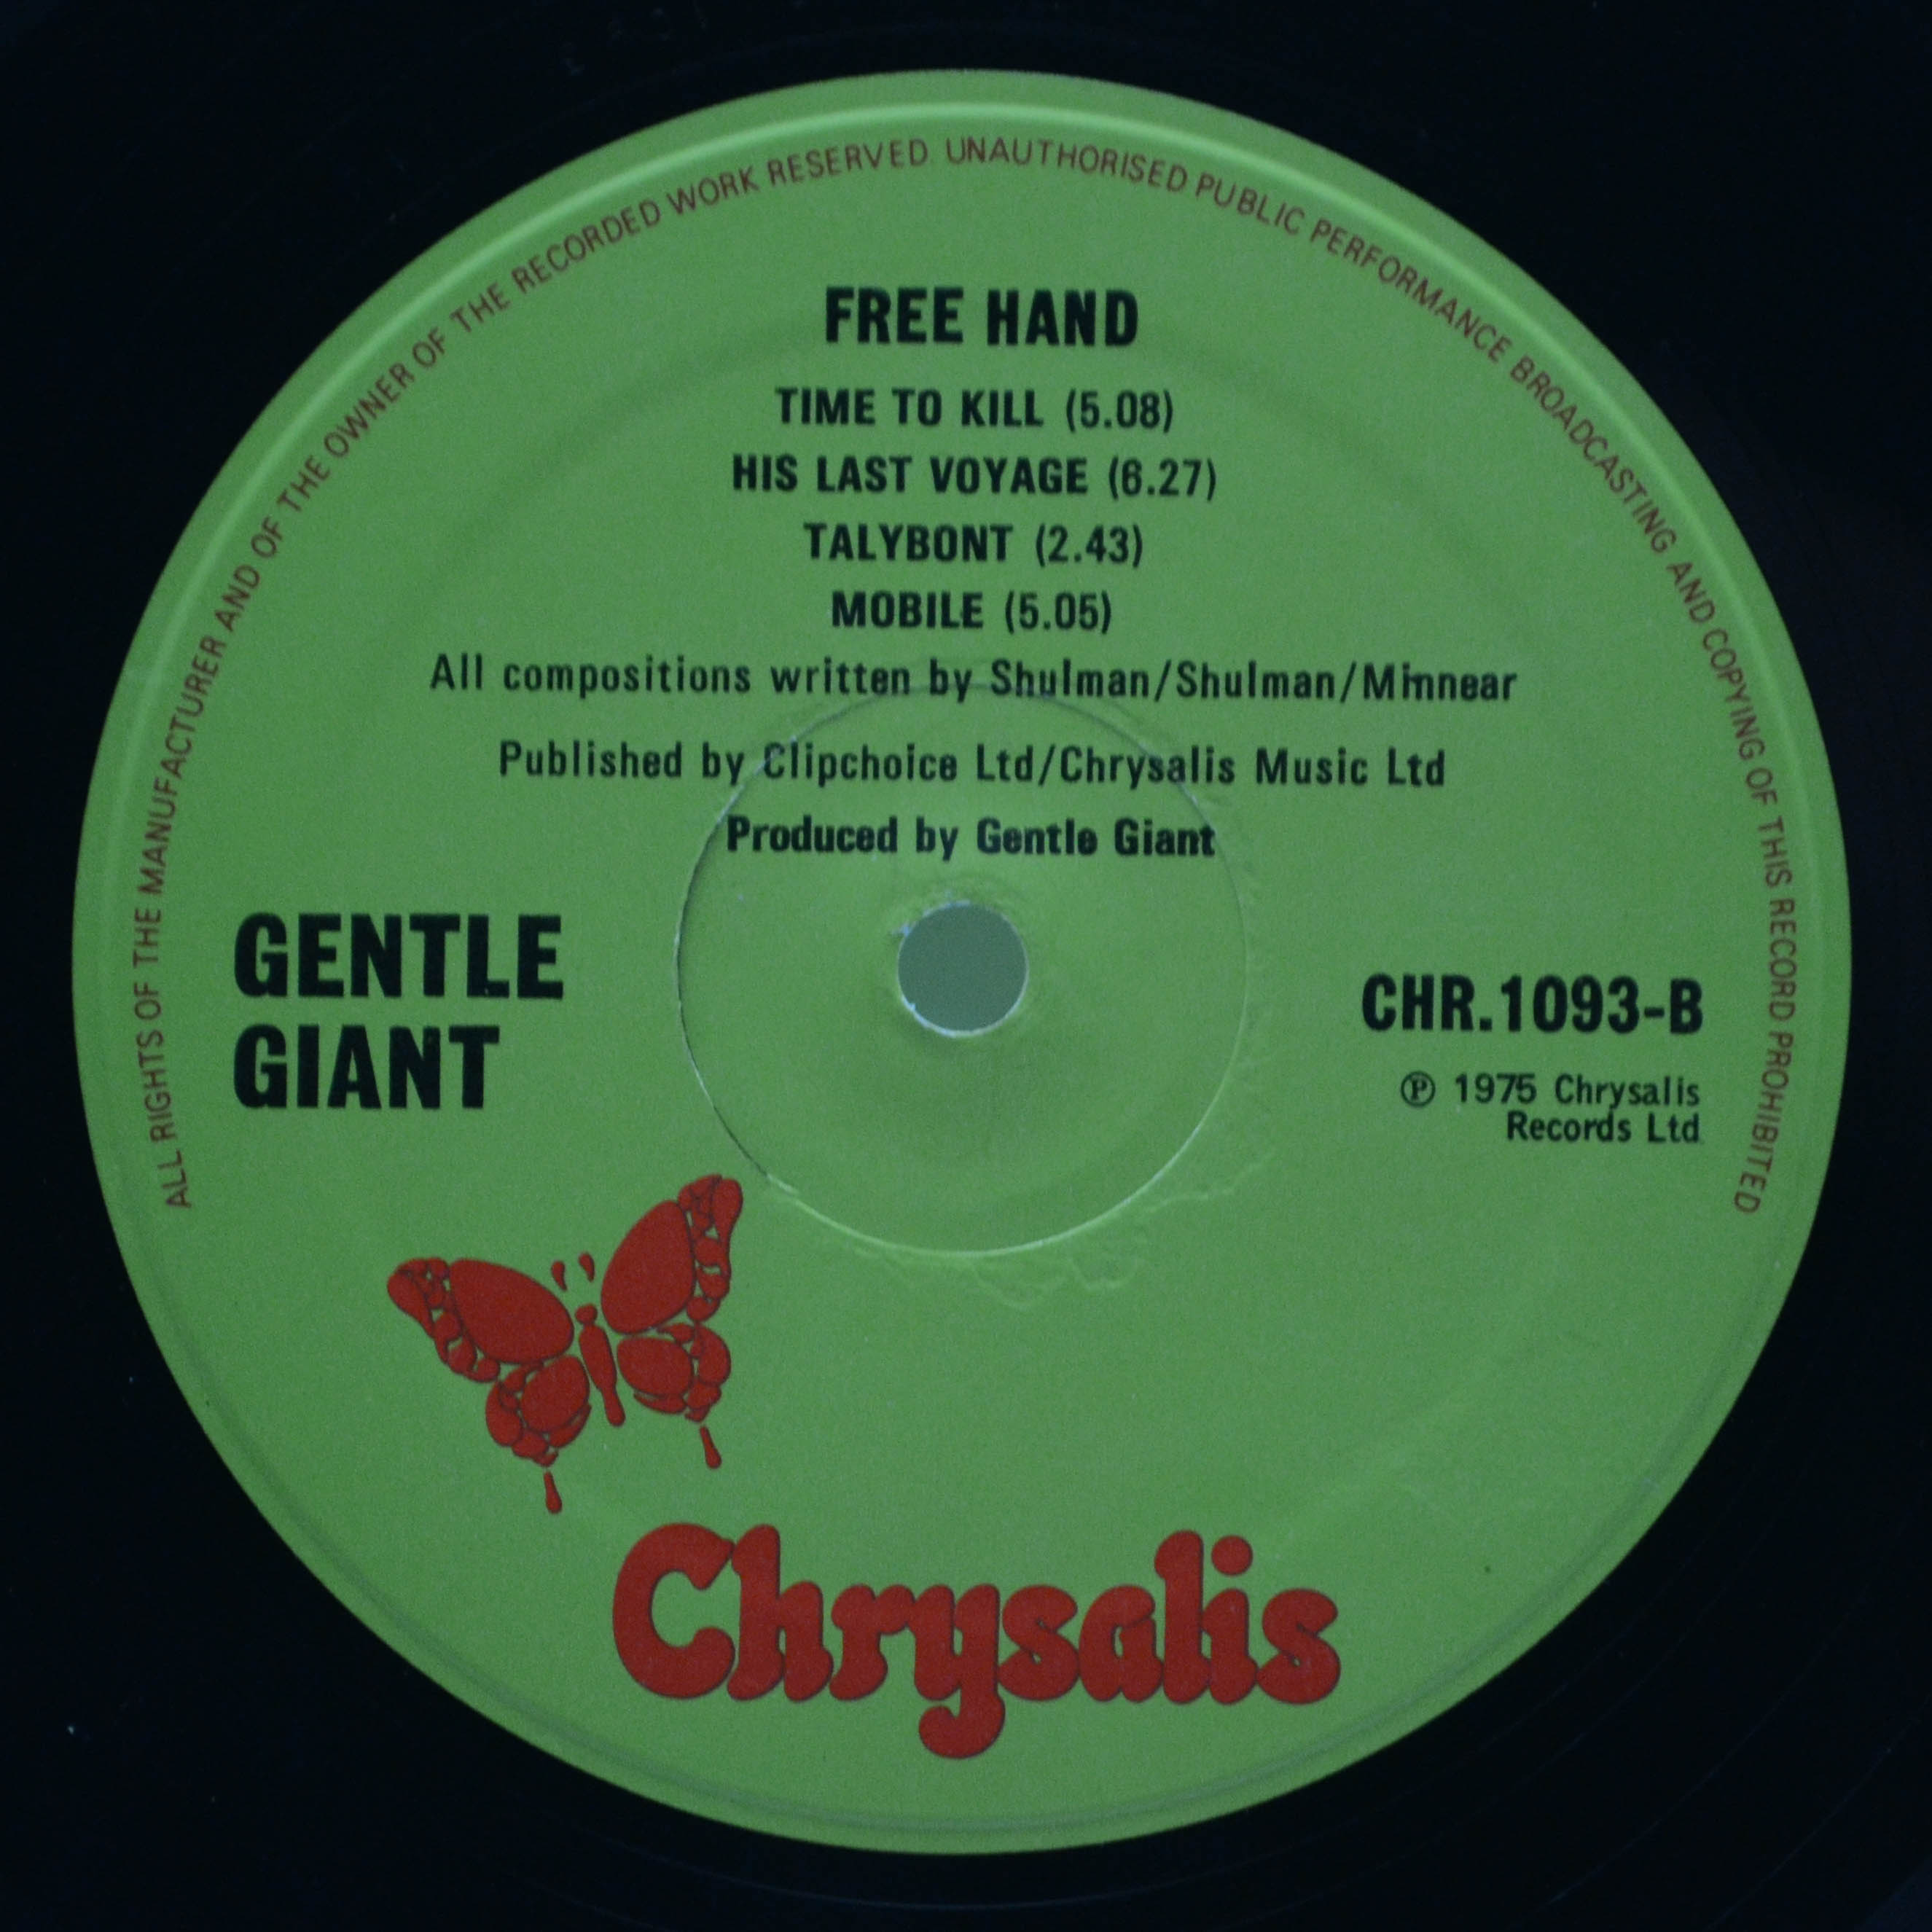 ALL RIGHTS OF THE MANUFACTURER AND OF THE OWNER OF THE RECORDED WORK RESERVED. UNAUTHORISED PUBLIC PERFORMANCE BROADCASTING AND COPYING OF THIS RECORD PROHIBITED
FREE HAND
TIME TO KILL (5.08)
HIS LAST VOYAGE (6.27)
TALYBONT (2.43)
MOBILE (5.05)
All compositions written by Shulman/Shulman/Minnear
Published by Clipchoice Ltd/Chrysalis Music Ltd
Produced by Gentle Giant
GENTLE
GIANT
CHR.1093-B
℗ 1975 Chrysalis
Records Ltd
Chrysalis